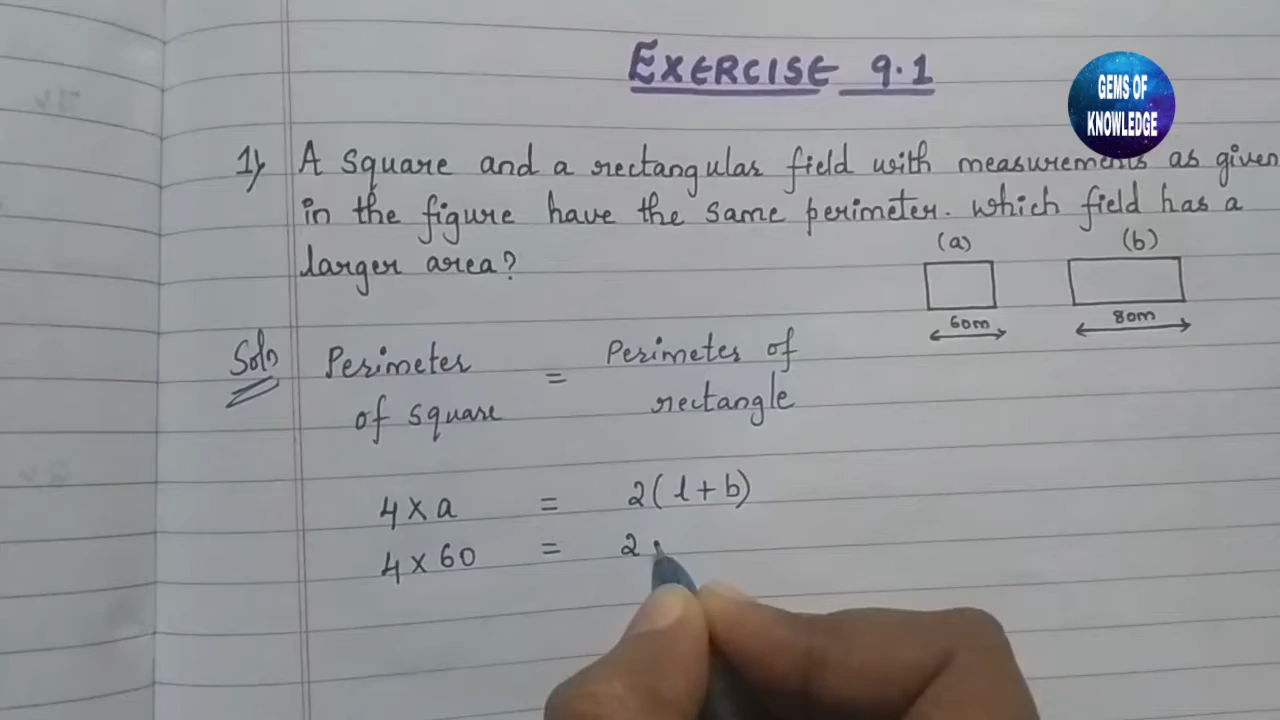 EXERCISE 9.1
GEMS OF
KNOWLEDGE
1) A square and a rectangular field with measurements as given
in the figure have the same perimeter. which field has a
larger area?
(a) (b)
60m 80m
Soln Perimeter = Perimeter of
of square rectangle
4 × a = 2(l+b)
4 × 60 = 2